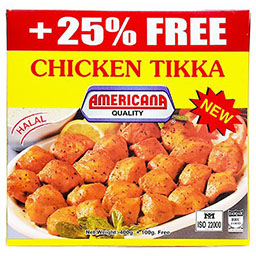 + 25% FREE
CHICKEN TIKKA
AMERICANA
QUALITY
NEW
HALAL
ISO 22000
Net Weight: 400g. + 100g. Free